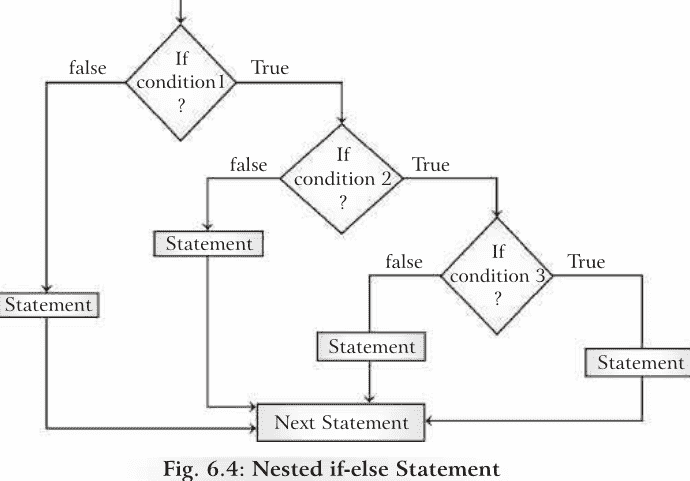 If
condition1
?
false
True
If
condition 2
?
false
True
Statement
If
condition 3
?
false
True
Statement
Statement
Statement
Next Statement
Fig. 6.4: Nested if-else Statement